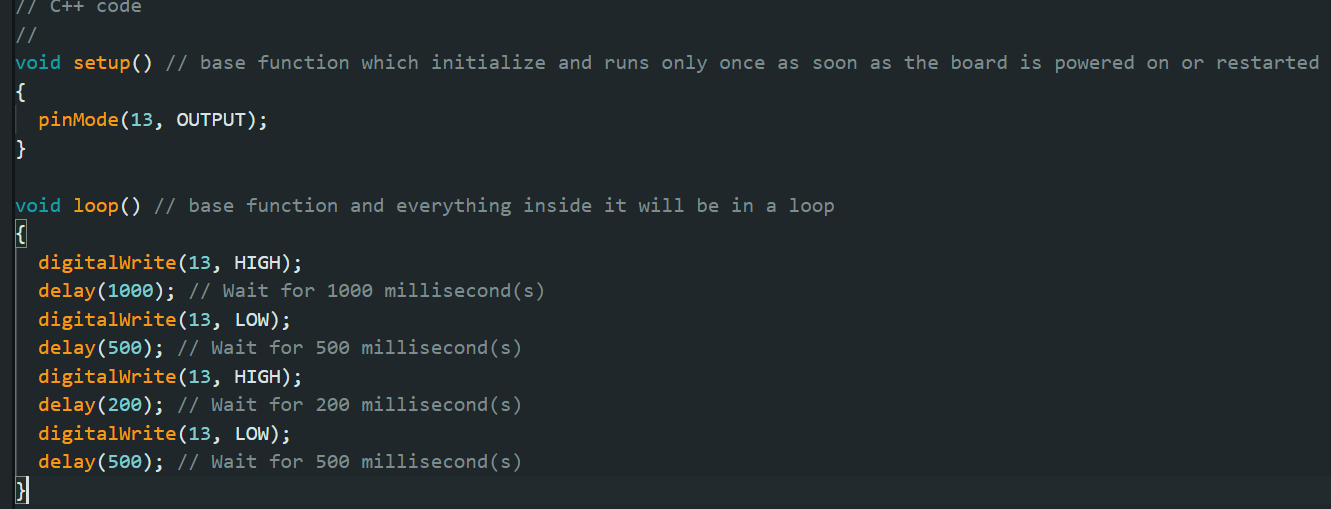 // C++ code
//
void setup() // base function which initialize and runs only once as soon as the board is powered on or restarted
{
  pinMode(13, OUTPUT);
}

void loop() // base function and everything inside it will be in a loop
{
  digitalWrite(13, HIGH);
  delay(1000); // Wait for 1000 millisecond(s)
  digitalWrite(13, LOW);
  delay(500); // Wait for 500 millisecond(s)
  digitalWrite(13, HIGH);
  delay(200); // Wait for 200 millisecond(s)
  digitalWrite(13, LOW);
  delay(500); // Wait for 500 millisecond(s)
}